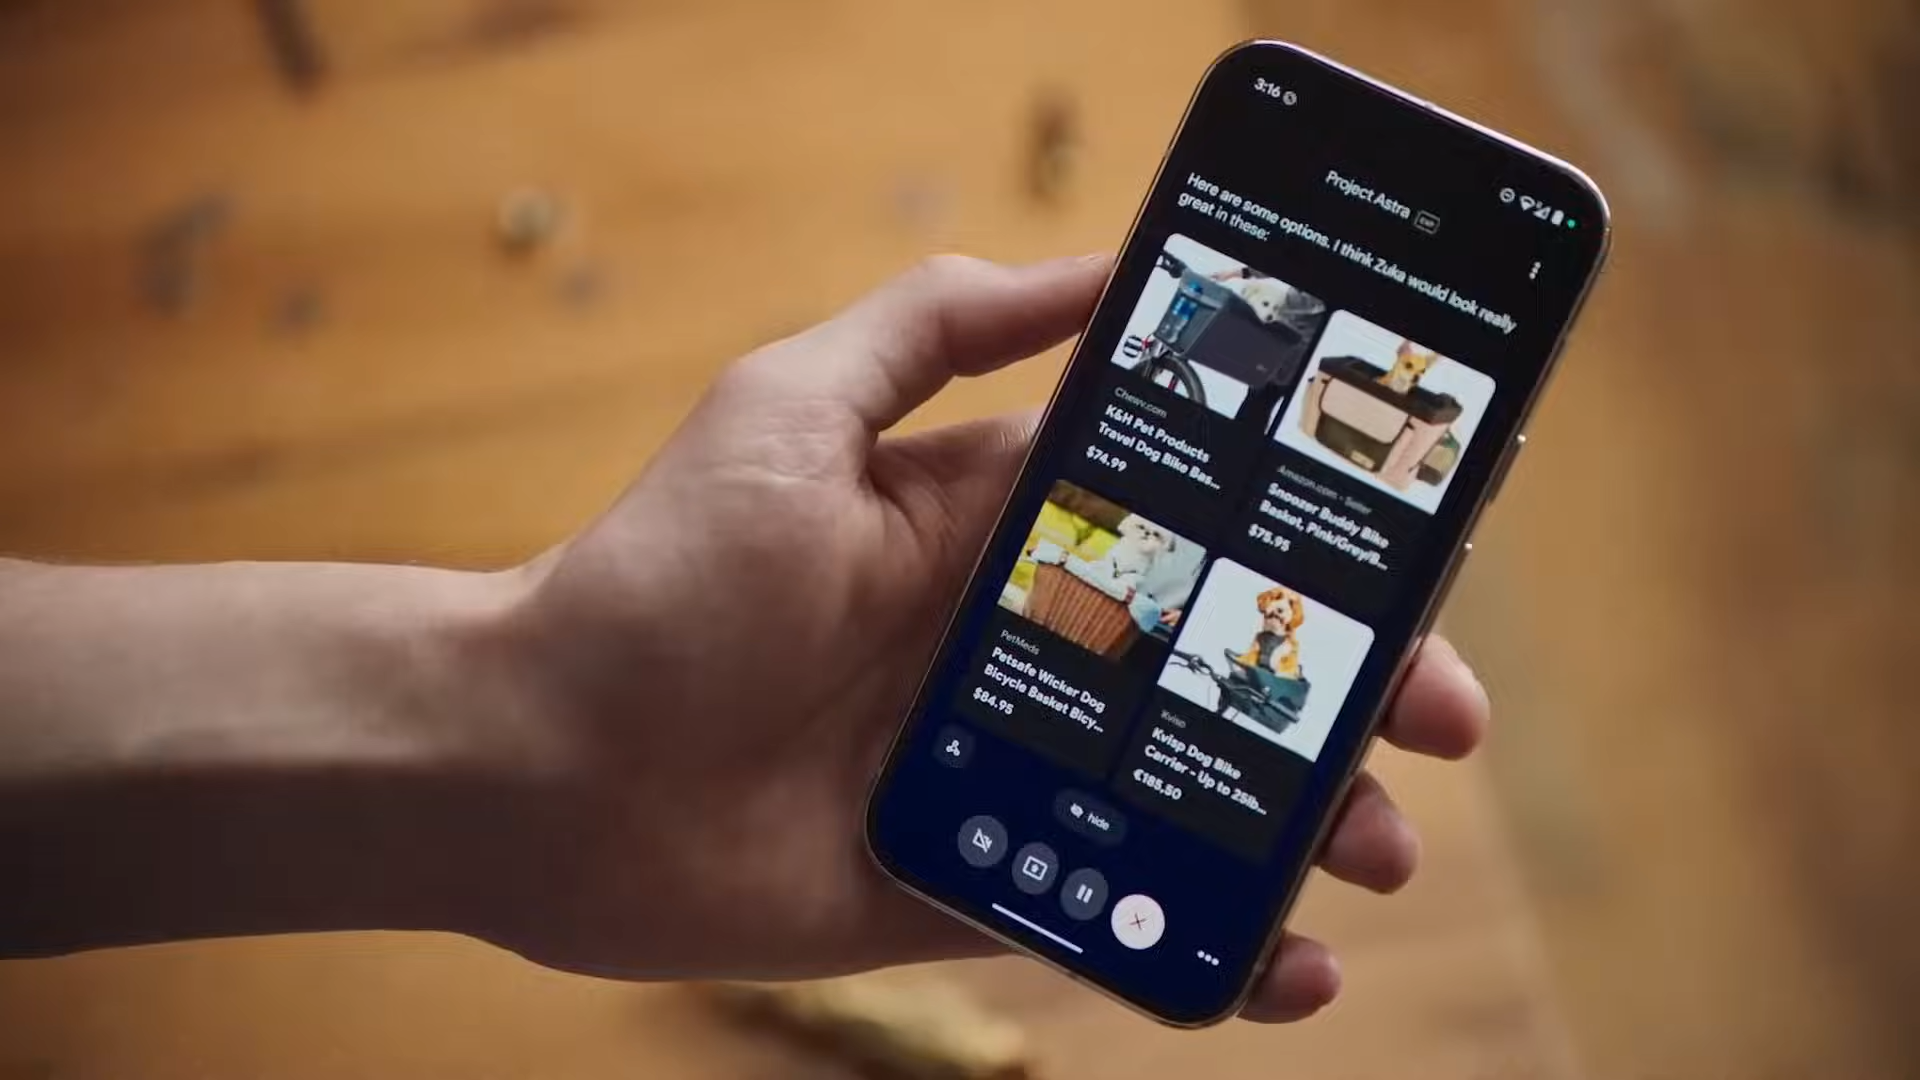 3:16
Project Astra EXP
Here are some options. I think Zuka would look really
great in these:
Chewy.com
K&H Pet Products
Travel Dog Bike Bas...
$74.99
Amazon.com - Seller
Snoozer Buddy Bike
Basket, Pink/Grey/B...
$75.95
PetMeds
Petsafe Wicker Dog
Bicycle Basket Bicy...
$84.95
Kvisp
Kvisp Dog Bike
Carrier - Up to 25lb...
€185,50
hide